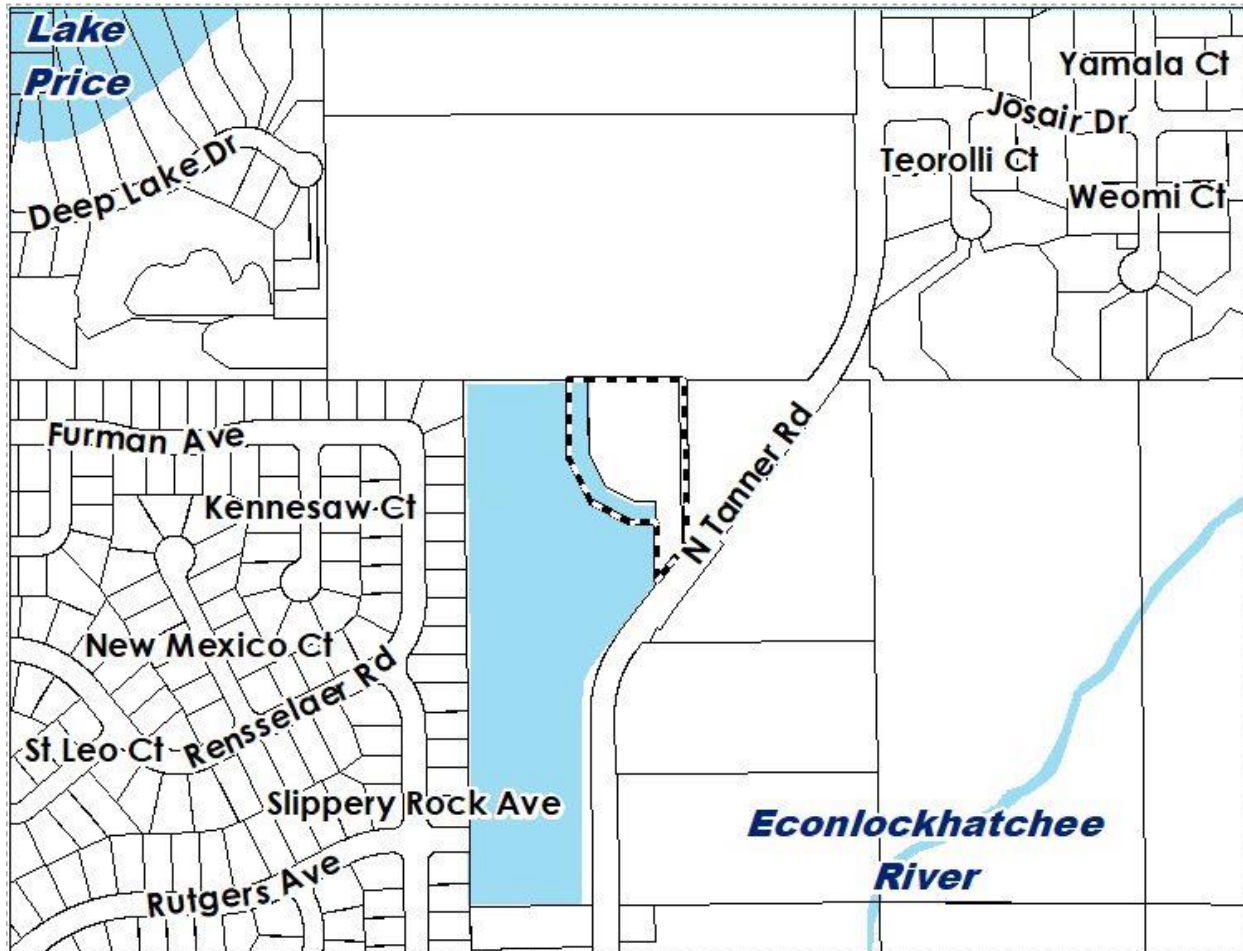 Lake
Price
Yamala Ct
Josair Dr
Deep Lake Dr
Teorolli Ct
Weomi Ct
Furman Ave
N Tanner Rd
Kennesaw Ct
New Mexico Ct
Rensselaer Rd
St Leo Ct
Slippery Rock Ave
Econlockhatchee
River
Rutgers Ave